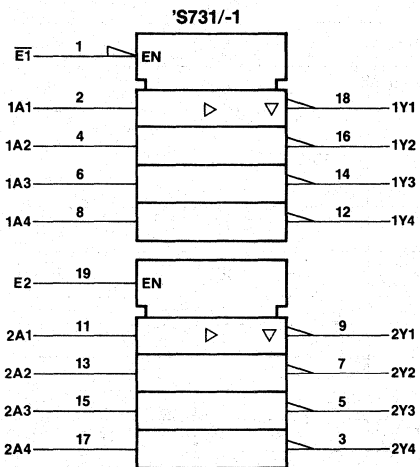 'S731/-1
E1 1 EN
1A1 2 18 1Y1
1A2 4 16 1Y2
1A3 6 14 1Y3
1A4 8 12 1Y4
E2 19 EN
2A1 11 9 2Y1
2A2 13 7 2Y2
2A3 15 5 2Y3
2A4 17 3 2Y4